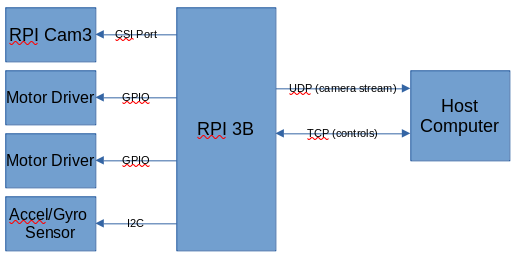 RPI Cam3
CSI Port
Motor Driver
GPIO
Motor Driver
GPIO
Accel/Gyro
Sensor
I2C
RPI 3B
UDP (camera stream)
TCP (controls)
Host
Computer